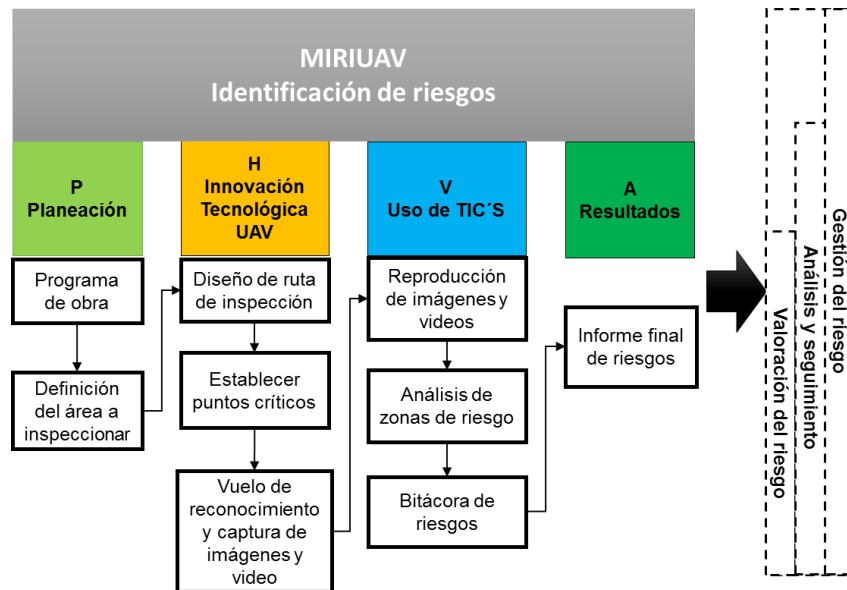 MIRIUAV
Identificación de riesgos
P
Planeación
H
Innovación
Tecnológica
UAV
V
Uso de TIC´S
A
Resultados
Programa
de obra
Definición
del área a
inspeccionar
Diseño de ruta
de inspección
Establecer
puntos críticos
Vuelo de
reconocimiento
y captura de
imágenes y
video
Reproducción
de imágenes y
videos
Análisis de
zonas de riesgo
Bitácora de
riesgos
Informe final
de riesgos
Valoración del riesgo
Análisis y seguimiento
Gestión del riesgo